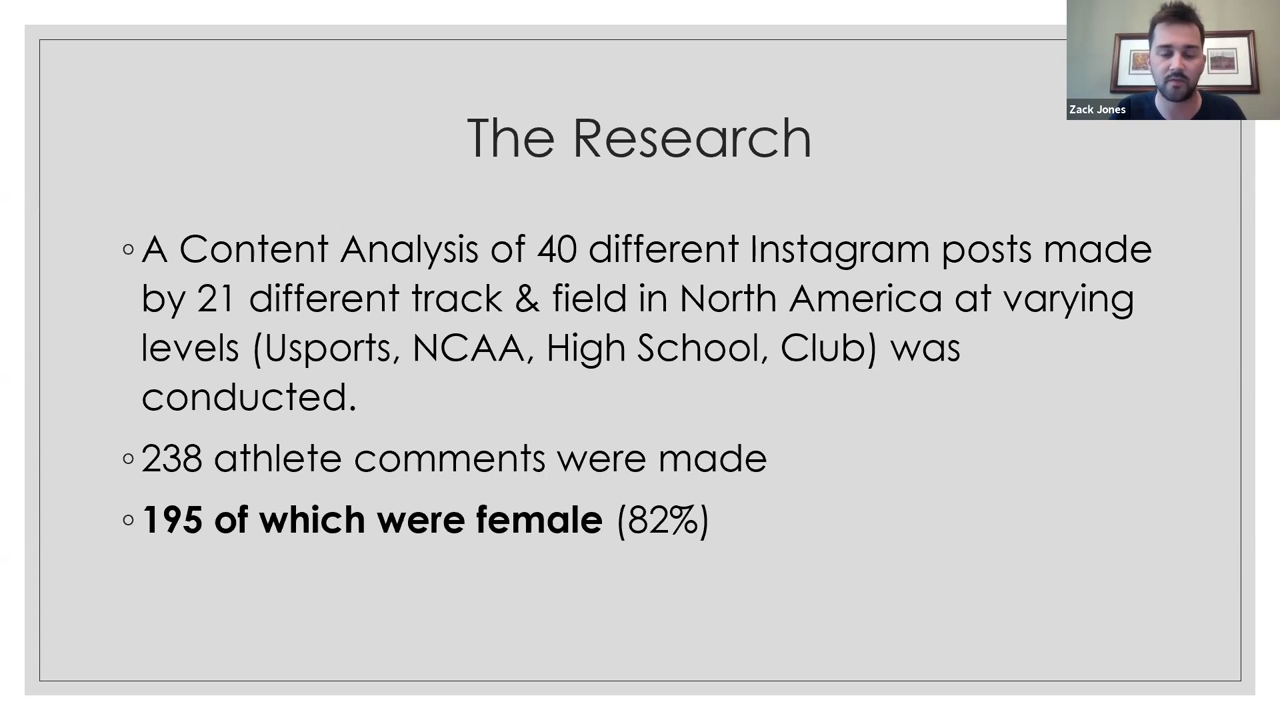 Zack Jones
The Research
◦ A Content Analysis of 40 different Instagram posts made
by 21 different track & field in North America at varying
levels (Usports, NCAA, High School, Club) was
conducted.
◦ 238 athlete comments were made
◦ 195 of which were female (82%)